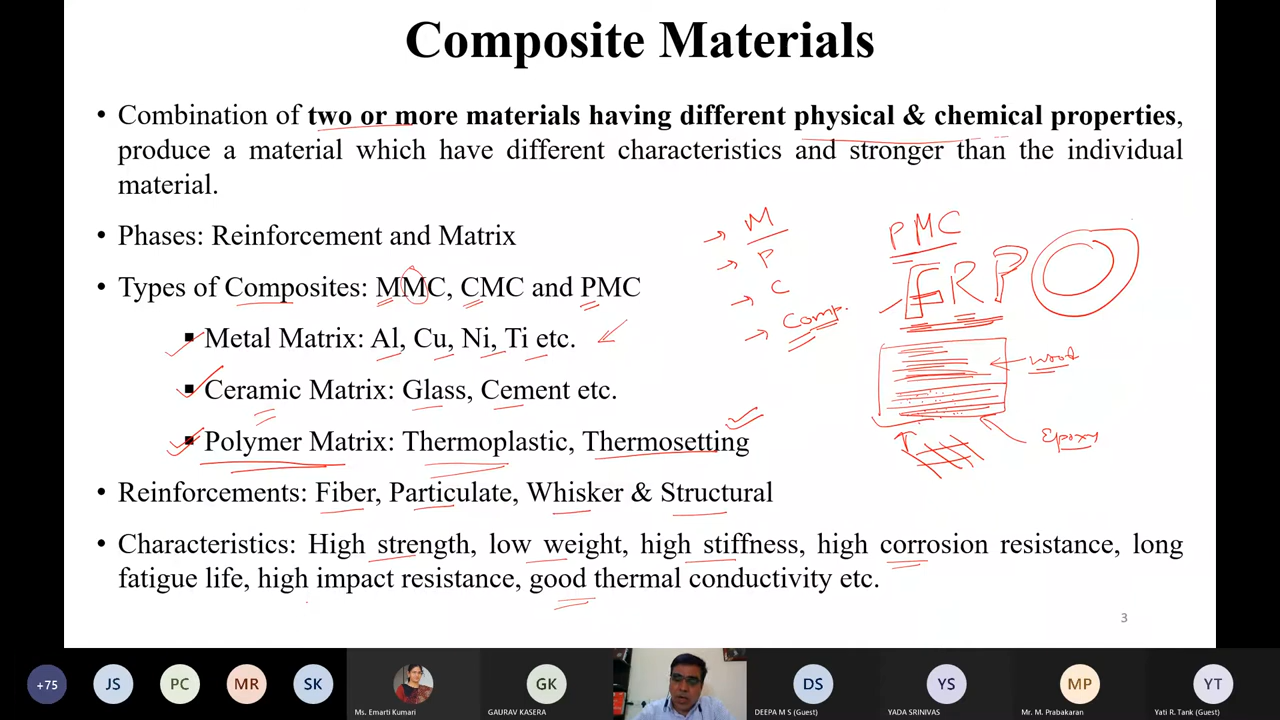 Composite Materials
• Combination of two or more materials having different physical & chemical properties,
produce a material which have different characteristics and stronger than the individual
material.
• Phases: Reinforcement and Matrix
• Types of Composites: MMC, CMC and PMC
▪ Metal Matrix: Al, Cu, Ni, Ti etc.
▪ Ceramic Matrix: Glass, Cement etc.
▪ Polymer Matrix: Thermoplastic, Thermosetting
• Reinforcements: Fiber, Particulate, Whisker & Structural
• Characteristics: High strength, low weight, high stiffness, high corrosion resistance, long
fatigue life, high impact resistance, good thermal conductivity etc.
→ M
→ P
→ C
→ Comp.
PMC
FRP
wood
Epoxy
3
+75
JS
PC
MR
SK
Ms. Emarti Kumari
GK
GAURAV KASERA
DS
DEEPA M S (Guest)
YS
YADA SRINIVAS
MP
Mr. M. Prabakaran
YT
Yati R. Tank (Guest)